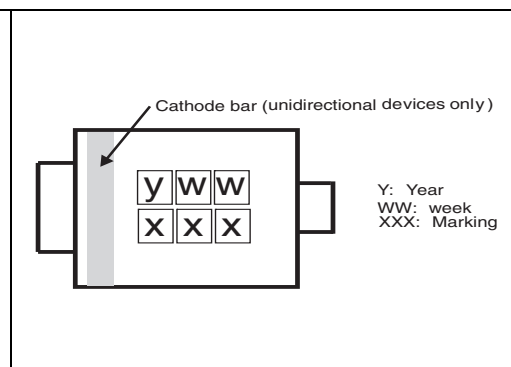 Cathode bar (unidirectional devices only)
y w w
x x x
Y: Year
WW: week
XXX: Marking